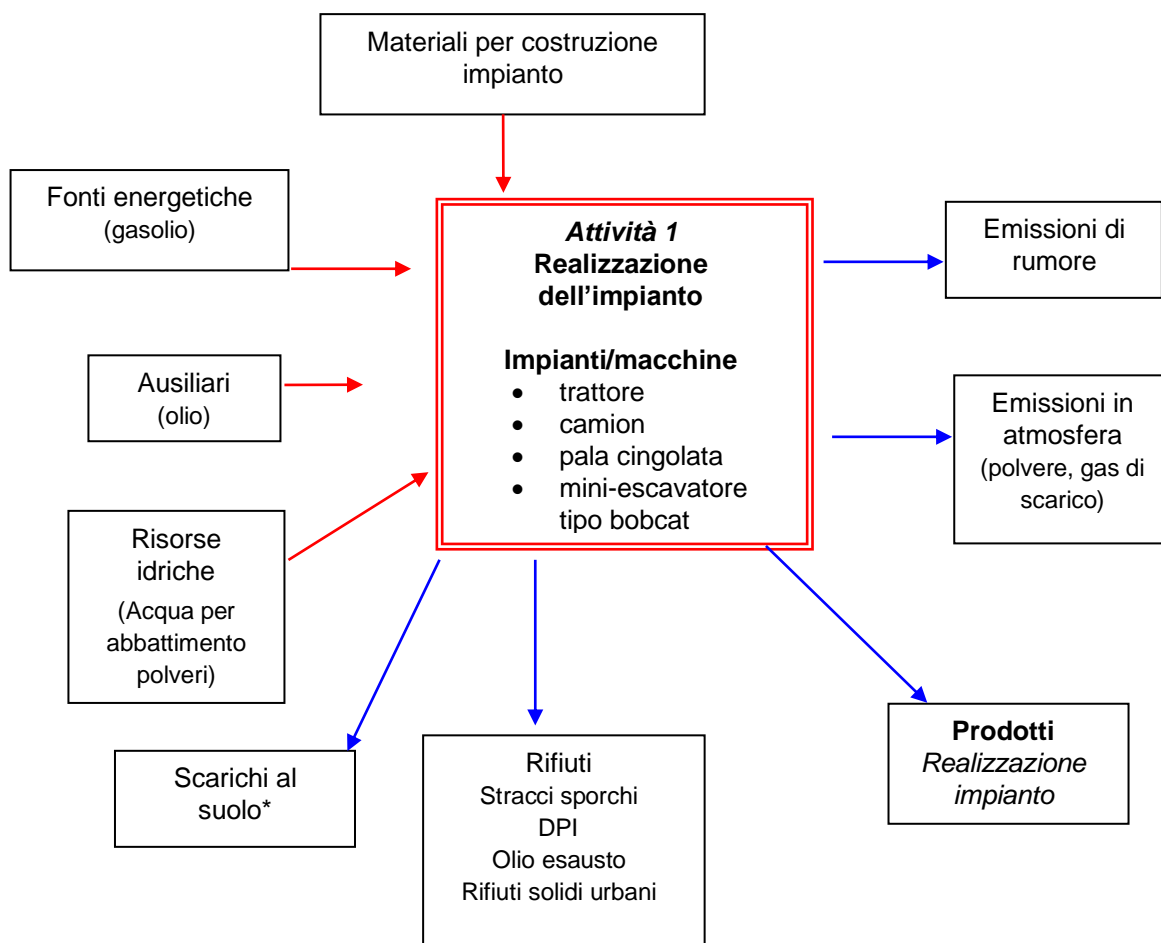 Materiali per costruzione
impianto
Fonti energetiche
(gasolio)
Attività 1
Realizzazione
dell’impianto
Impianti/macchine
• trattore
• camion
• pala cingolata
• mini-escavatore
tipo bobcat
Emissioni di
rumore
Ausiliari
(olio)
Emissioni in
atmosfera
(polvere, gas di
scarico)
Risorse
idriche
(Acqua per
abbattimento
polveri)
Scarichi al
suolo*
Rifiuti
Stracci sporchi
DPI
Olio esausto
Rifiuti solidi urbani
Prodotti
Realizzazione
impianto